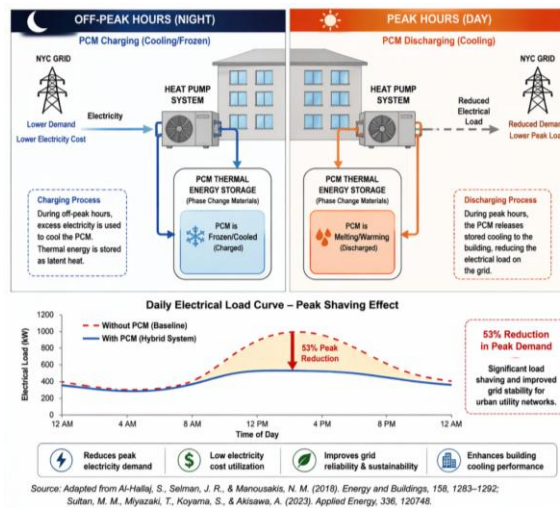 OFF-PEAK HOURS (NIGHT)
PCM Charging (Cooling/Frozen)
NYC GRID
Lower Demand
Lower Electricity Cost
Electricity
HEAT PUMP
SYSTEM
Charging Process
During off-peak hours,
excess electricity is used
to cool the PCM.
Thermal energy is stored
as latent heat.
PCM THERMAL
ENERGY STORAGE
(Phase Change Materials)
PCM is
Frozen/Cooled
(Charged)
PEAK HOURS (DAY)
PCM Discharging (Cooling)
HEAT PUMP
SYSTEM
Reduced
Electrical
Load
NYC GRID
Reduced Deman
Lower Peak Loa
PCM THERMAL
ENERGY STORAGE
(Phase Change Materials)
PCM is
Melting/Warming
(Discharged)
Discharging Process
During peak hours,
the PCM releases
stored cooling to the
building, reducing the
electrical load on
the grid.
Daily Electrical Load Curve – Peak Shaving Effect
Electrical Load (kW)
1200
1000
800
600
400
200
0
Without PCM (Baseline)
With PCM (Hybrid System)
53% Peak
Reduction
12 AM 4 AM 8 AM 12 PM 4 PM 8 PM 12 AM
Time of Day
53% Reduction
in Peak Demand
Significant load
shaving and improved
grid stability for
urban utility networks.
Reduces peak
electricity demand
$
Low electricity
cost utilization
Improves grid
reliability & sustainability
Enhances building
cooling performance
Source: Adapted from Al-Hallaj, S., Selman, J. R., & Manousakis, N. M. (2018). Energy and Buildings, 158, 1283–1292;
Sultan, M. M., Miyazaki, T., Koyama, S., & Akisawa, A. (2023). Applied Energy, 336, 120748.